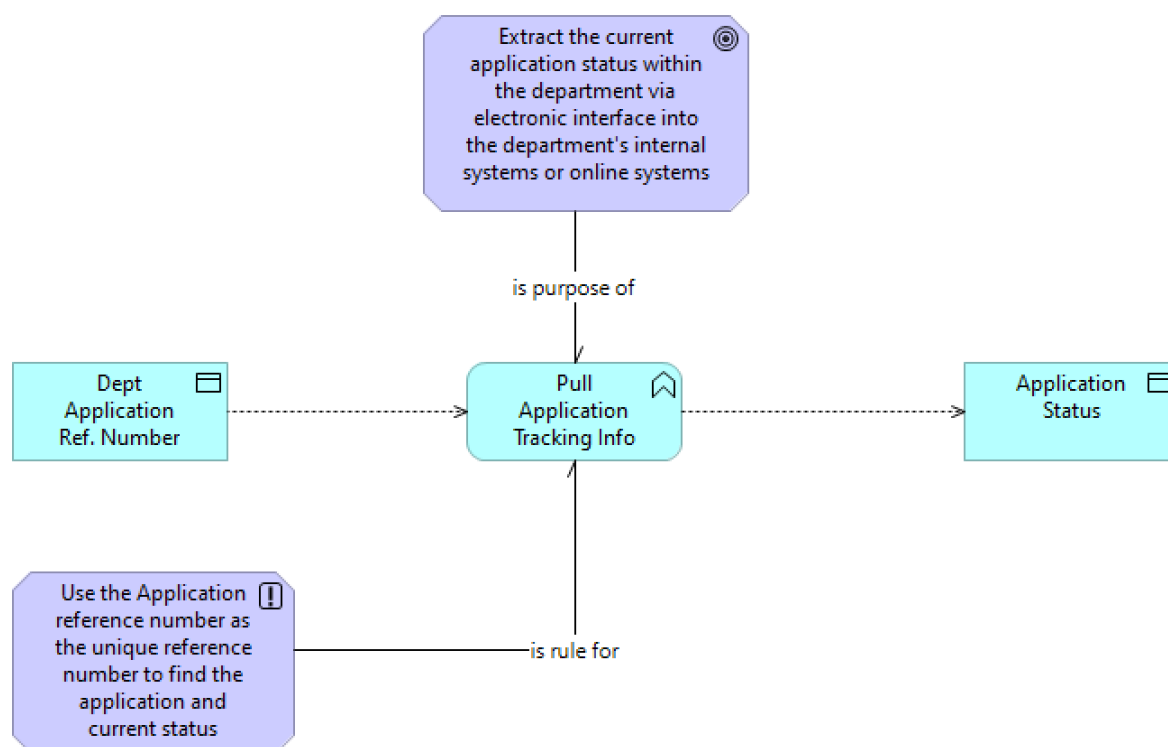 Extract the current
application status within
the department via
electronic interface into
the department's internal
systems or online systems
is purpose of
Dept
Application
Ref. Number
Pull
Application
Tracking Info
Application
Status
Use the Application
reference number as
the unique reference
number to find the
application and
current status
is rule for